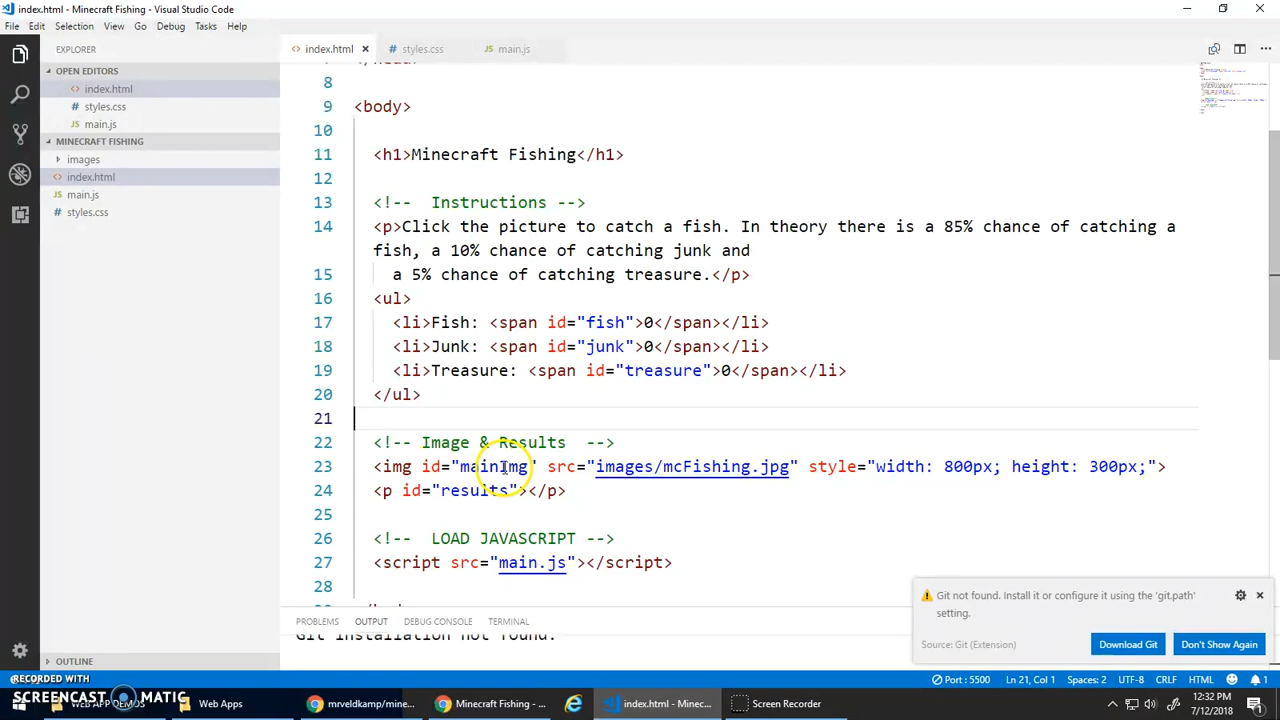 index.html - Minecraft Fishing - Visual Studio Code
File Edit Selection View Go Debug Tasks Help
EXPLORER
index.html
styles.css
main.js
OPEN EDITORS
index.html
styles.css
main.js
MINECRAFT FISHING
images
index.html
main.js
styles.css
OUTLINE
8
9 <body>
10
11 <h1>Minecraft Fishing</h1>
12
13 <!-- Instructions -->
14 <p>Click the picture to catch a fish. In theory there is a 85% chance of catching a
fish, a 10% chance of catching junk and
15 a 5% chance of catching treasure.</p>
16 <ul>
17 <li>Fish: <span id="fish">0</span></li>
18 <li>Junk: <span id="junk">0</span></li>
19 <li>Treasure: <span id="treasure">0</span></li>
20 </ul>
21
22 <!-- Image & Results -->
23 <img id="mainImg" src="images/mcFishing.jpg" style="width: 800px; height: 300px;">
24 <p id="results"></p>
25
26 <!-- LOAD JAVASCRIPT -->
27 <script src="main.js"></script>
28
PROBLEMS OUTPUT DEBUG CONSOLE TERMINAL
Git installation not found.
Git not found. Install it or configure it using the 'git.path'
setting.
Source: Git (Extension)
Download Git
Don't Show Again
Port : 5500 Ln 21, Col 1 Spaces: 2 UTF-8 CRLF HTML 1
RECORDED WITH
SCREENCAST MATIC
WEB APP DEMOS
Web Apps
mrveldkamp/mine...
Minecraft Fishing - ...
index.html - Minec...
Screen Recorder
12:32 PM
7/12/2018